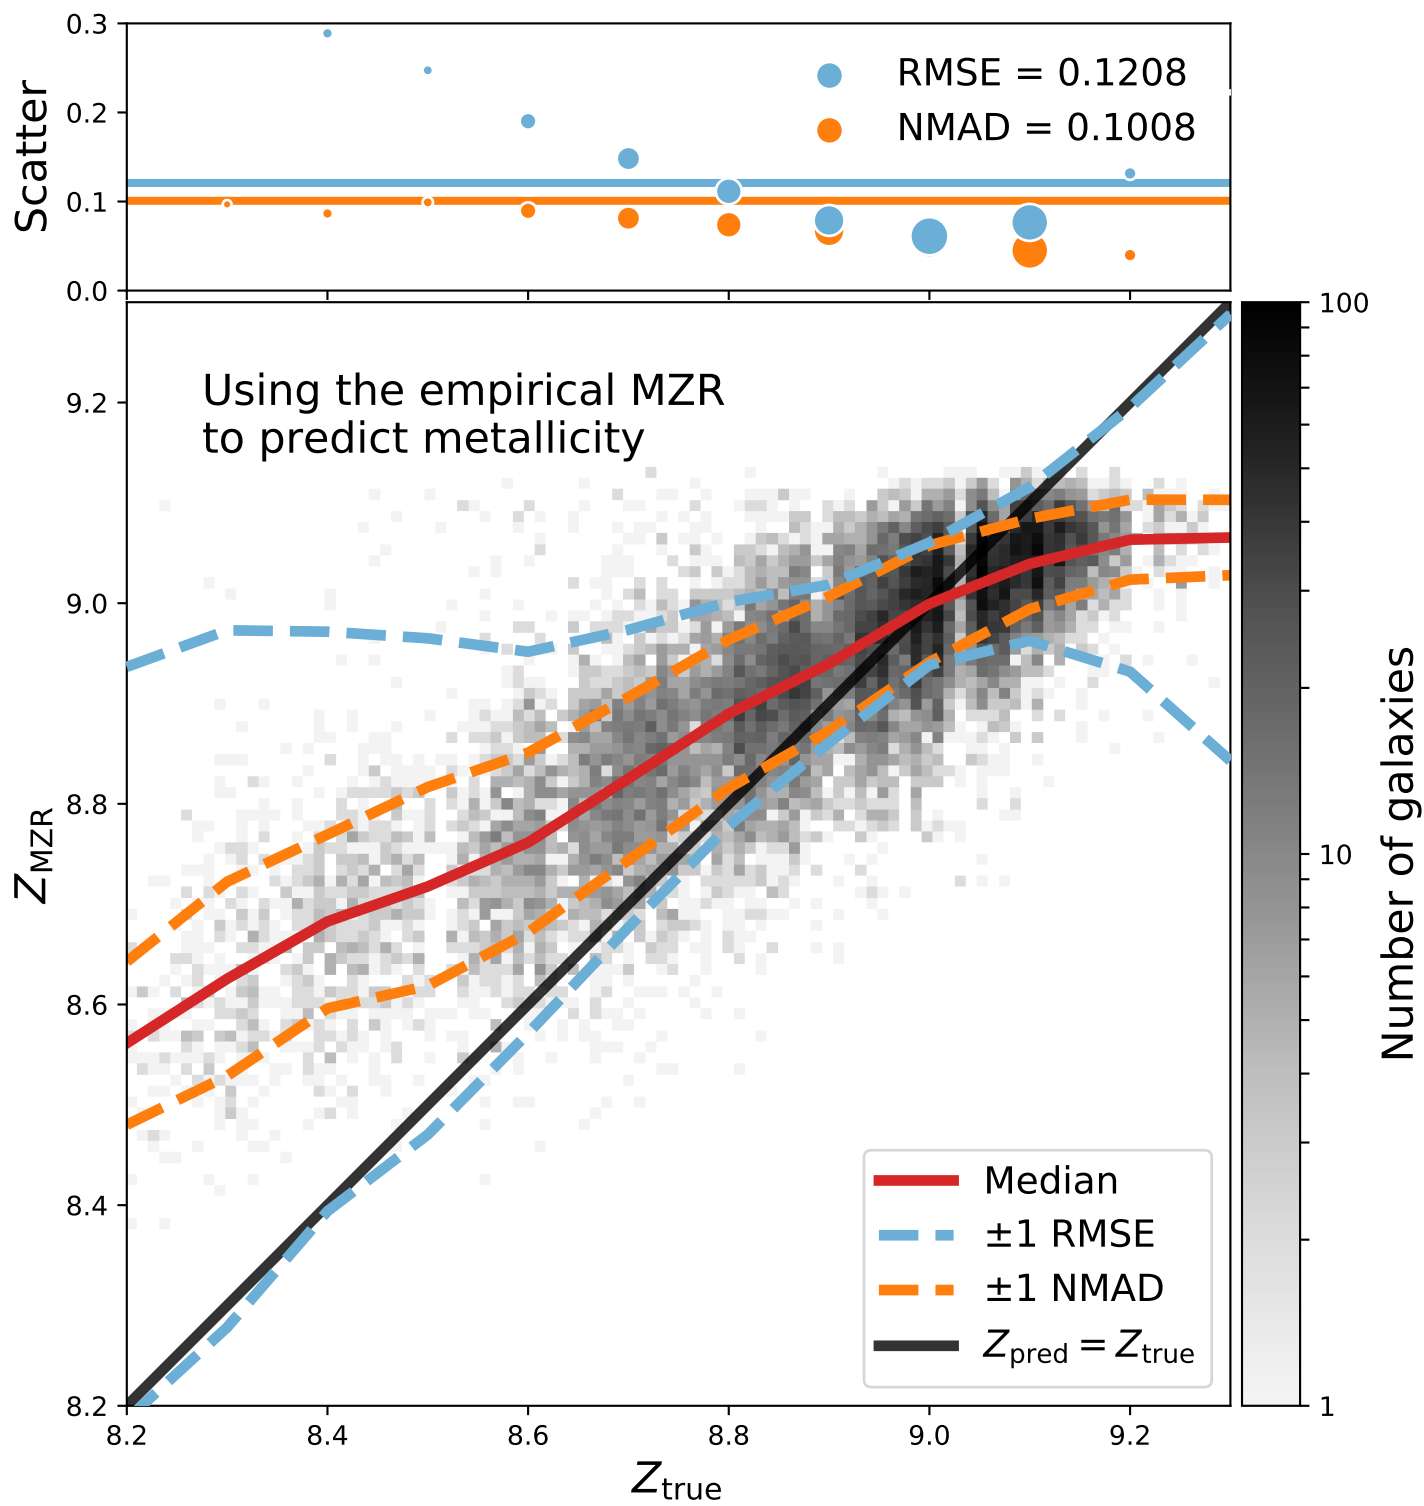 0.3
0.2
0.1
0.0
Scatter
RMSE = 0.1208
NMAD = 0.1008
Using the empirical MZR
to predict metallicity
9.2
9.0
8.8
8.6
8.4
8.2
Z_MZR
8.2 8.4 8.6 8.8 9.0 9.2
Z_true
Median
±1 RMSE
±1 NMAD
Z_pred = Z_true
100
10
1
Number of galaxies